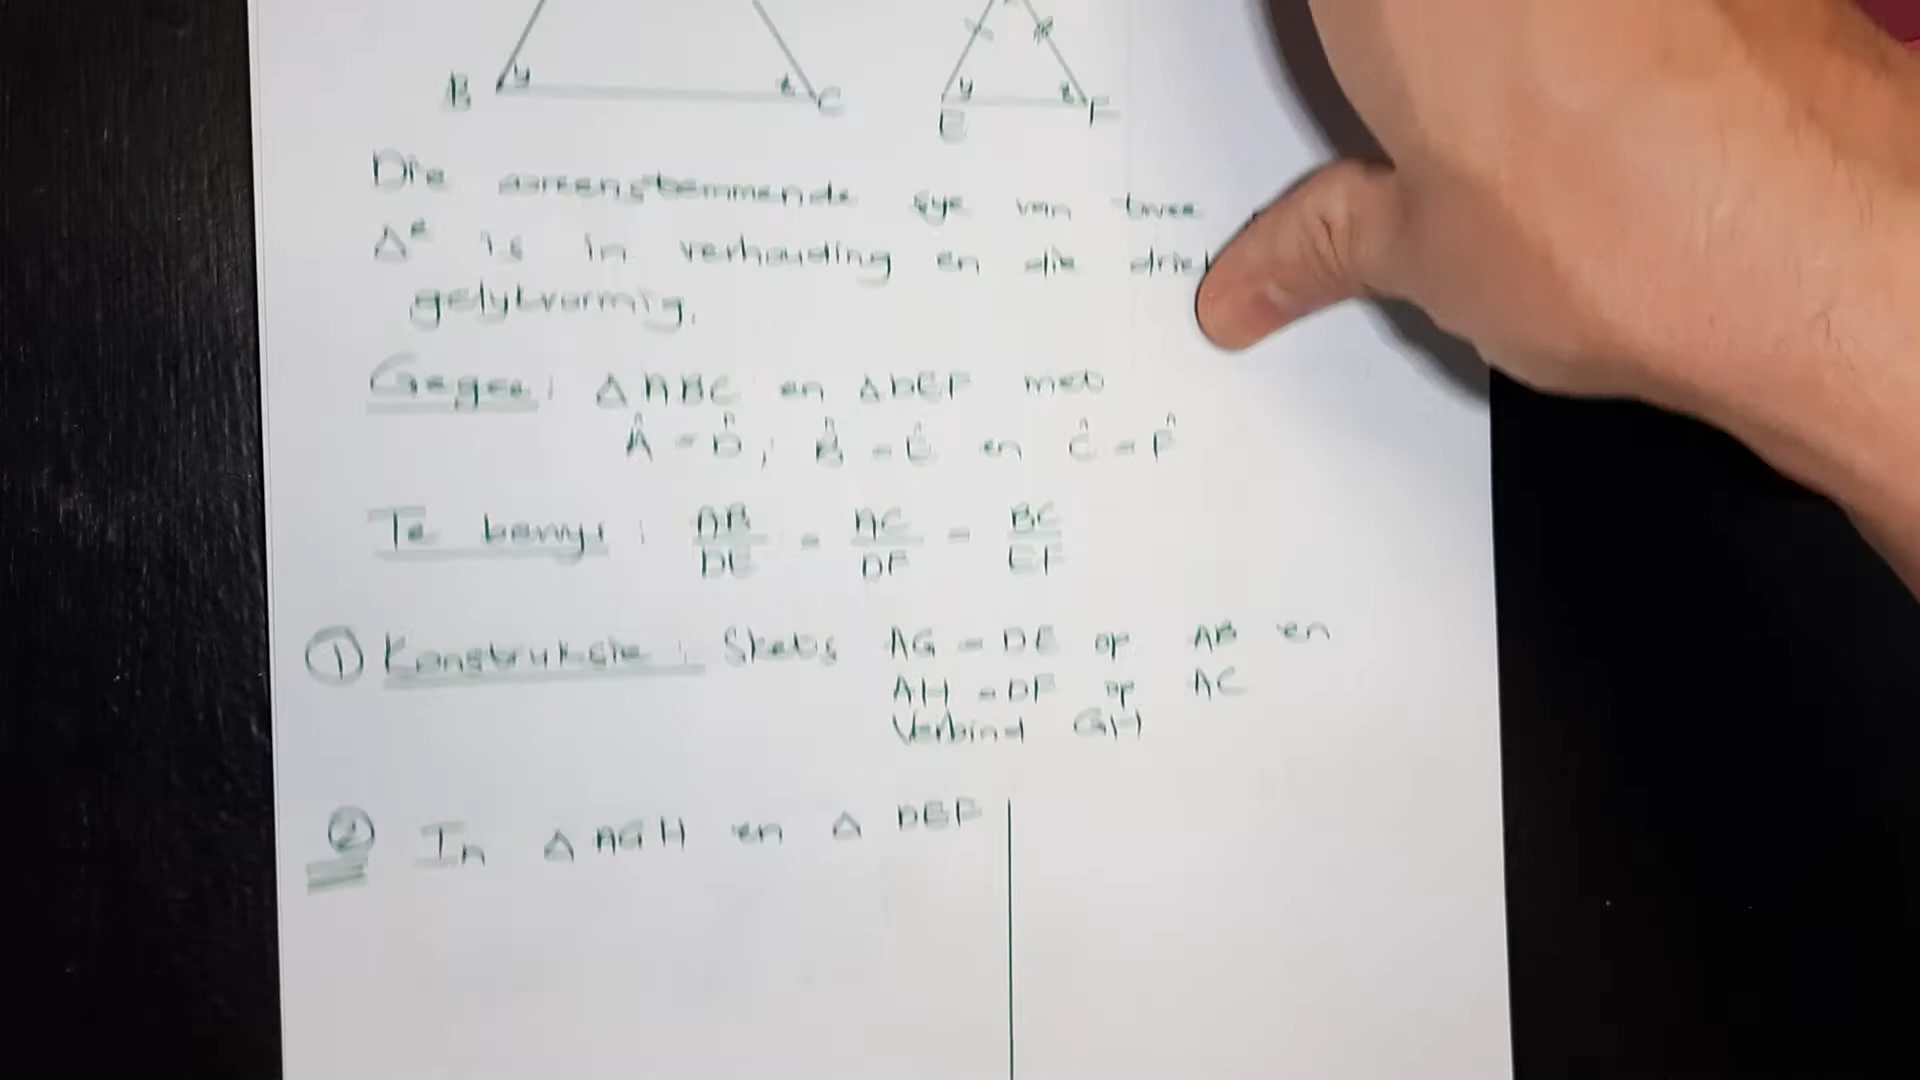 B y z C
y z
E F
Die ooreenstemmende sye van twee
Δe is in verhouding en die
gelykvormig.
Gegee: ΔABC en ΔDEF met
Â = D̂; B̂ = Ê en Ĉ = F̂
Te bewys: AB/DE = AC/DF = BC/EF
① Konstruksie: Skets AG = DE op AB en
AH = DF op AC
Verbind GH
② In ΔAGH en ΔDEF